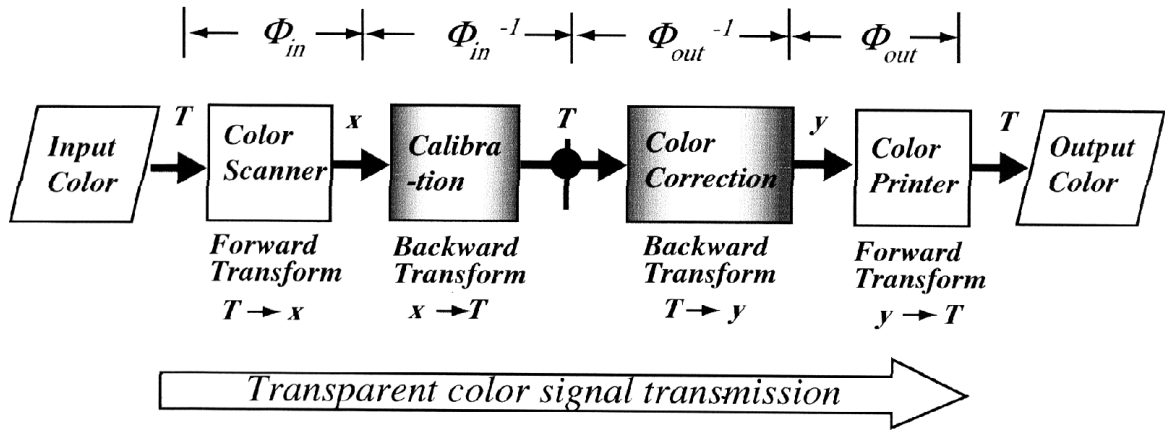 Φin Φin -1 Φout -1 Φout
T x T y T
Input
Color
Color
Scanner
Calibra
-tion
Color
Correction
Color
Printer
Output
Color
Forward
Transform
T → x
Backward
Transform
x → T
Backward
Transform
T → y
Forward
Transform
y → T
Transparent color signal transmission